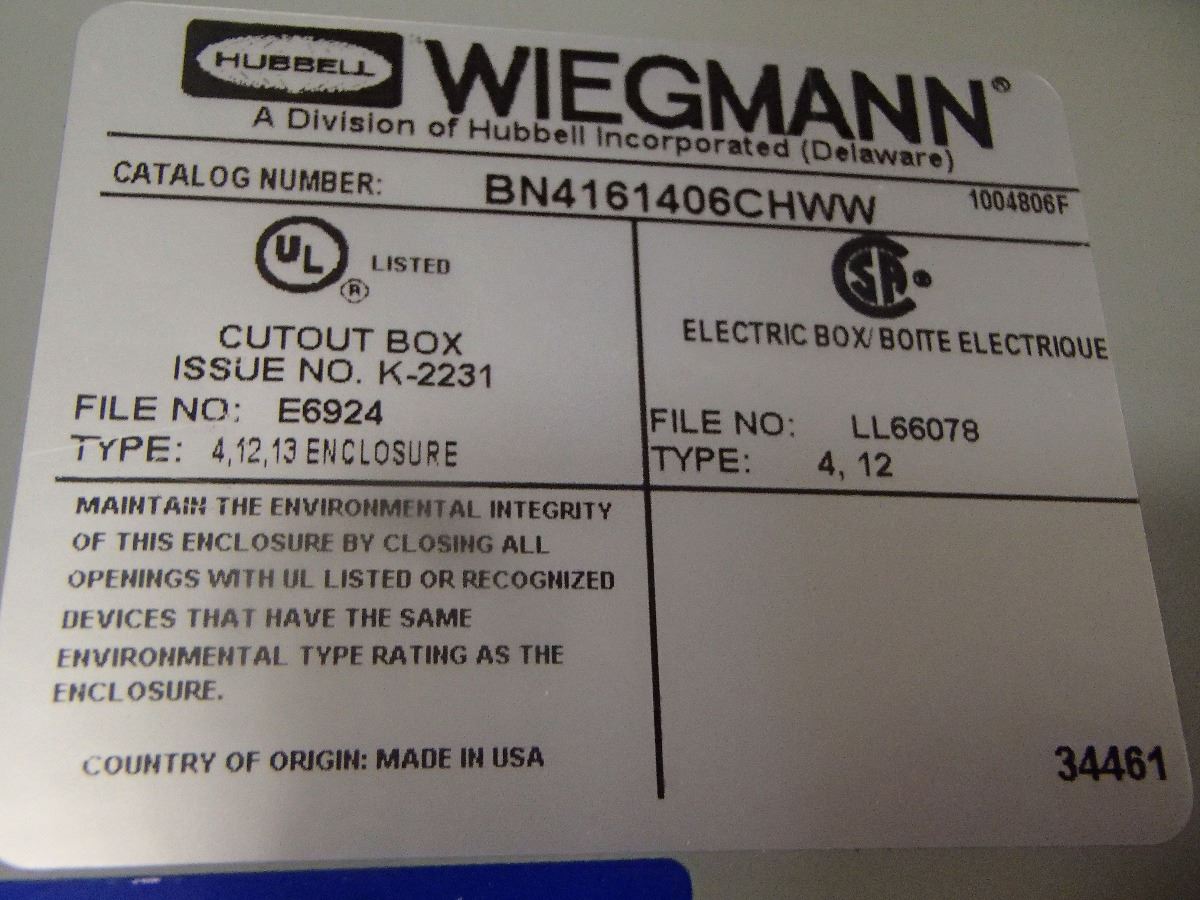 HUBBELL WIEGMANN®
A Division of Hubbell Incorporated (Delaware)
CATALOG NUMBER: BN4161406CHWW 1004806F
UL ® LISTED
CUTOUT BOX
ISSUE NO. K-2231
FILE NO: E6924
TYPE: 4,12,13 ENCLOSURE
SA ®
ELECTRIC BOX/ BOITE ELECTRIQUE
FILE NO: LL66078
TYPE: 4, 12
MAINTAIN THE ENVIRONMENTAL INTEGRITY
OF THIS ENCLOSURE BY CLOSING ALL
OPENINGS WITH UL LISTED OR RECOGNIZED
DEVICES THAT HAVE THE SAME
ENVIRONMENTAL TYPE RATING AS THE
ENCLOSURE.
COUNTRY OF ORIGIN: MADE IN USA
34461